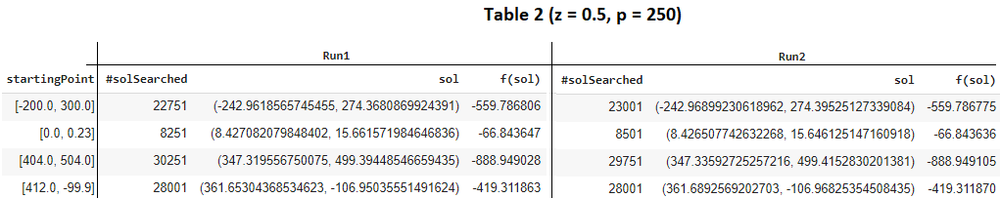 Table 2 (z = 0.5, p = 250)
Run1 Run2
startingPoint #solSearched sol f(sol) #solSearched sol f(sol)
[-200.0, 300.0] 22751 (-242.9618565745455, 274.3680869924391) -559.786806 23001 (-242.96899230618962, 274.39525127339084) -559.786775
[0.0, 0.23] 8251 (8.427082079848402, 15.661571984646836) -66.843647 8501 (8.426507742632268, 15.646125147160918) -66.843636
[404.0, 504.0] 30251 (347.319556750075, 499.39448546659435) -888.949028 29751 (347.33592725257216, 499.4152830201381) -888.949105
[412.0, -99.9] 28001 (361.65304368534623, -106.95035551491624) -419.311863 28001 (361.6892569202703, -106.96825354508435) -419.311870